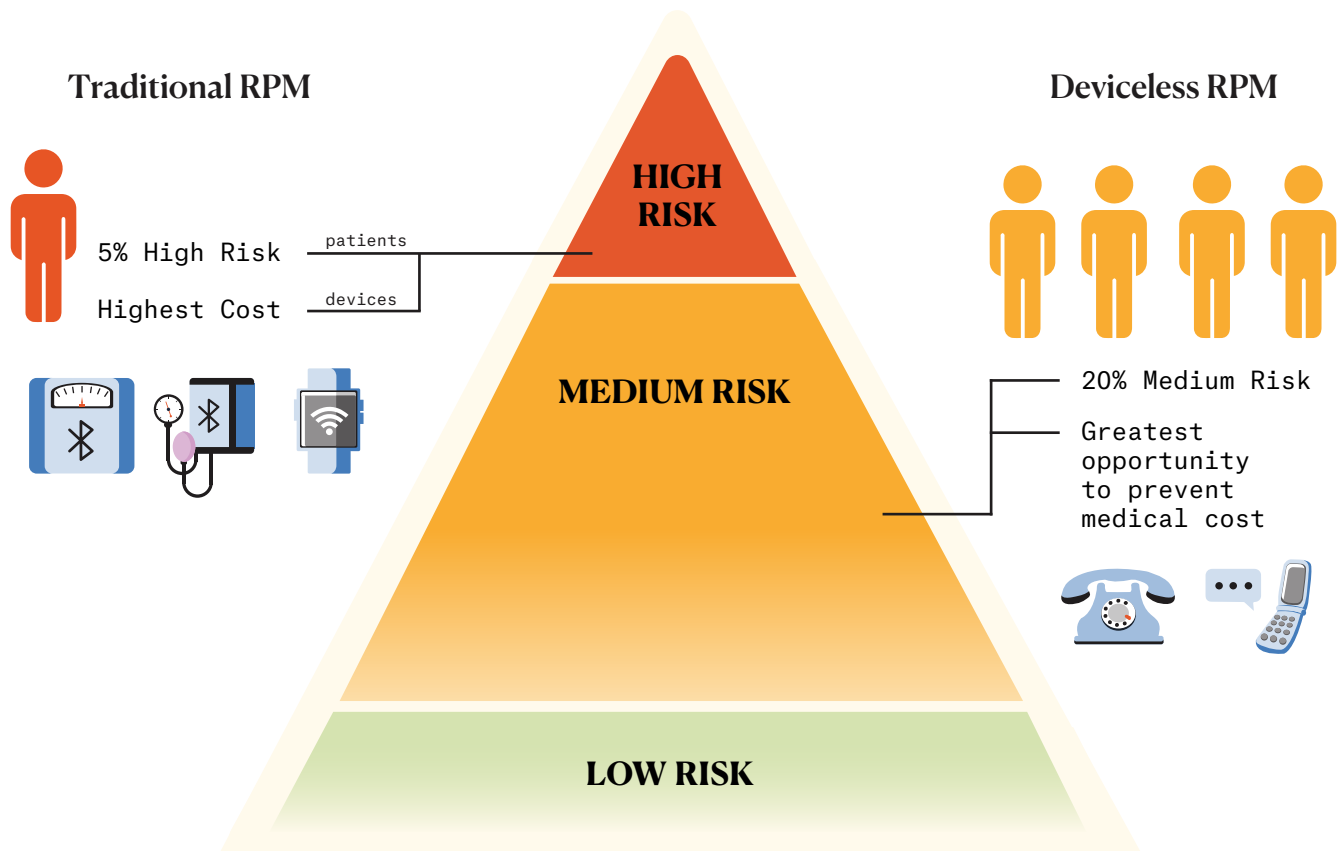 Traditional RPM
5% High Risk
patients
Highest Cost
devices
HIGH
RISK
MEDIUM RISK
LOW RISK
Deviceless RPM
20% Medium Risk
Greatest
opportunity
to prevent
medical cost